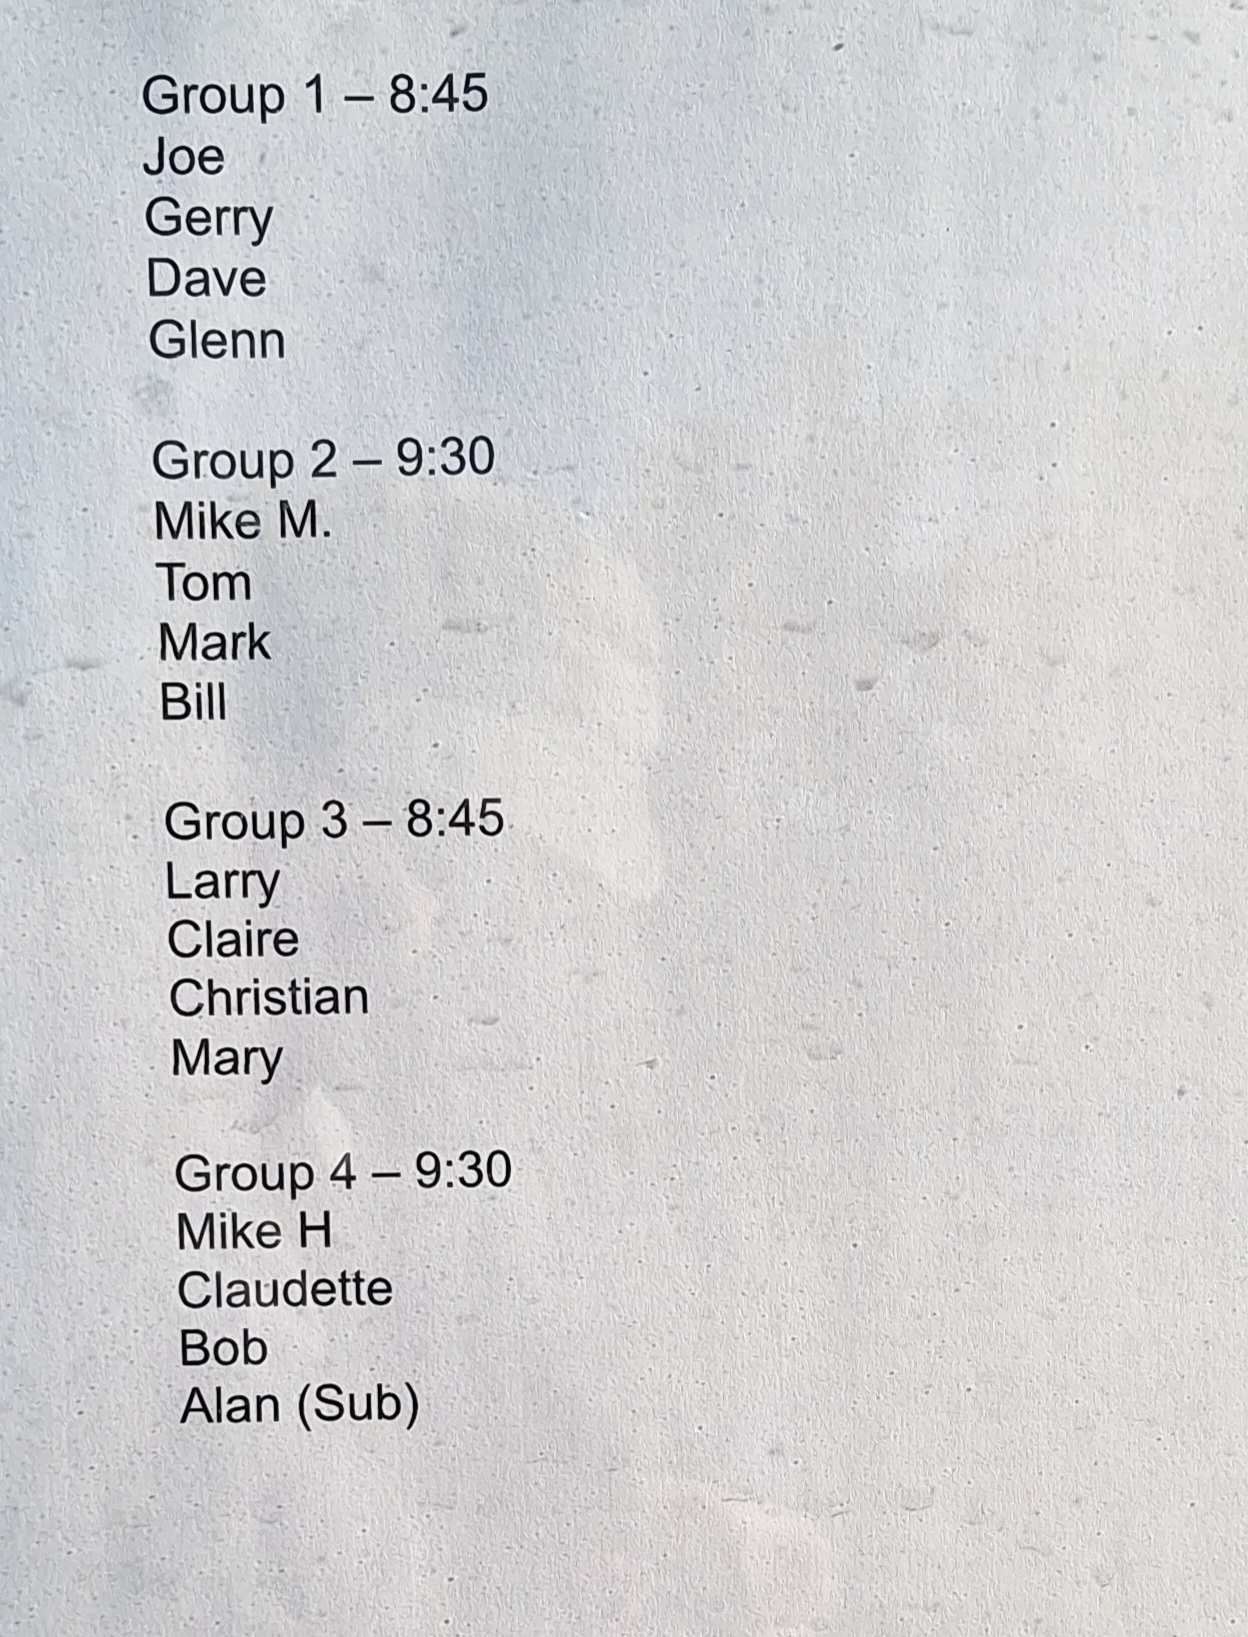 Group 1 – 8:45
Joe
Gerry
Dave
Glenn
Group 2 – 9:30
Mike M.
Tom
Mark
Bill
Group 3 – 8:45
Larry
Claire
Christian
Mary
Group 4 – 9:30
Mike H
Claudette
Bob
Alan (Sub)